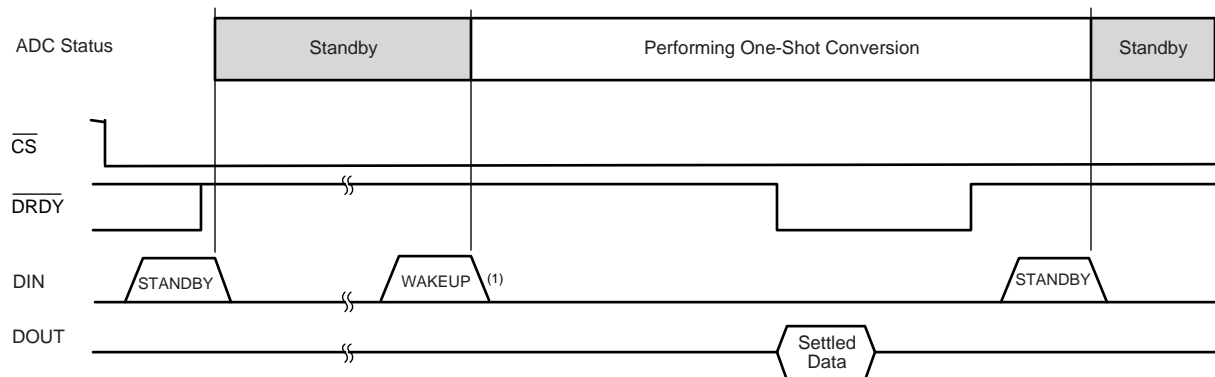 ADC Status
Standby
Performing One-Shot Conversion
Standby
CS
DRDY
DIN
STANDBY
WAKEUP (1)
STANDBY
DOUT
Settled
Data